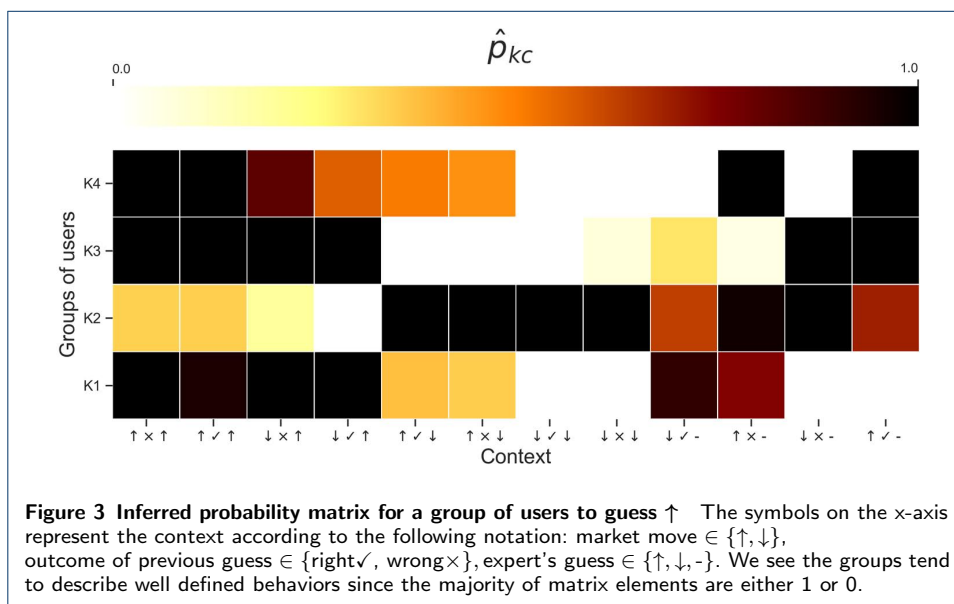 p̂kc
0.0 1.0
K4
K3
K2
K1
Groups of users
↑ × ↑ ↑ ✓ ↑ ↓ × ↑ ↓ ✓ ↑ ↑ ✓ ↓ ↑ × ↓ ↓ ✓ ↓ ↓ × ↓ ↓ ✓ - ↑ × - ↓ × - ↑ ✓ -
Context
Figure 3 Inferred probability matrix for a group of users to guess ↑ The symbols on the x-axis
represent the context according to the following notation: market move ∈ {↑,↓},
outcome of previous guess ∈ {right✓, wrong×}, expert's guess ∈ {↑,↓,-}. We see the groups tend
to describe well defined behaviors since the majority of matrix elements are either 1 or 0.